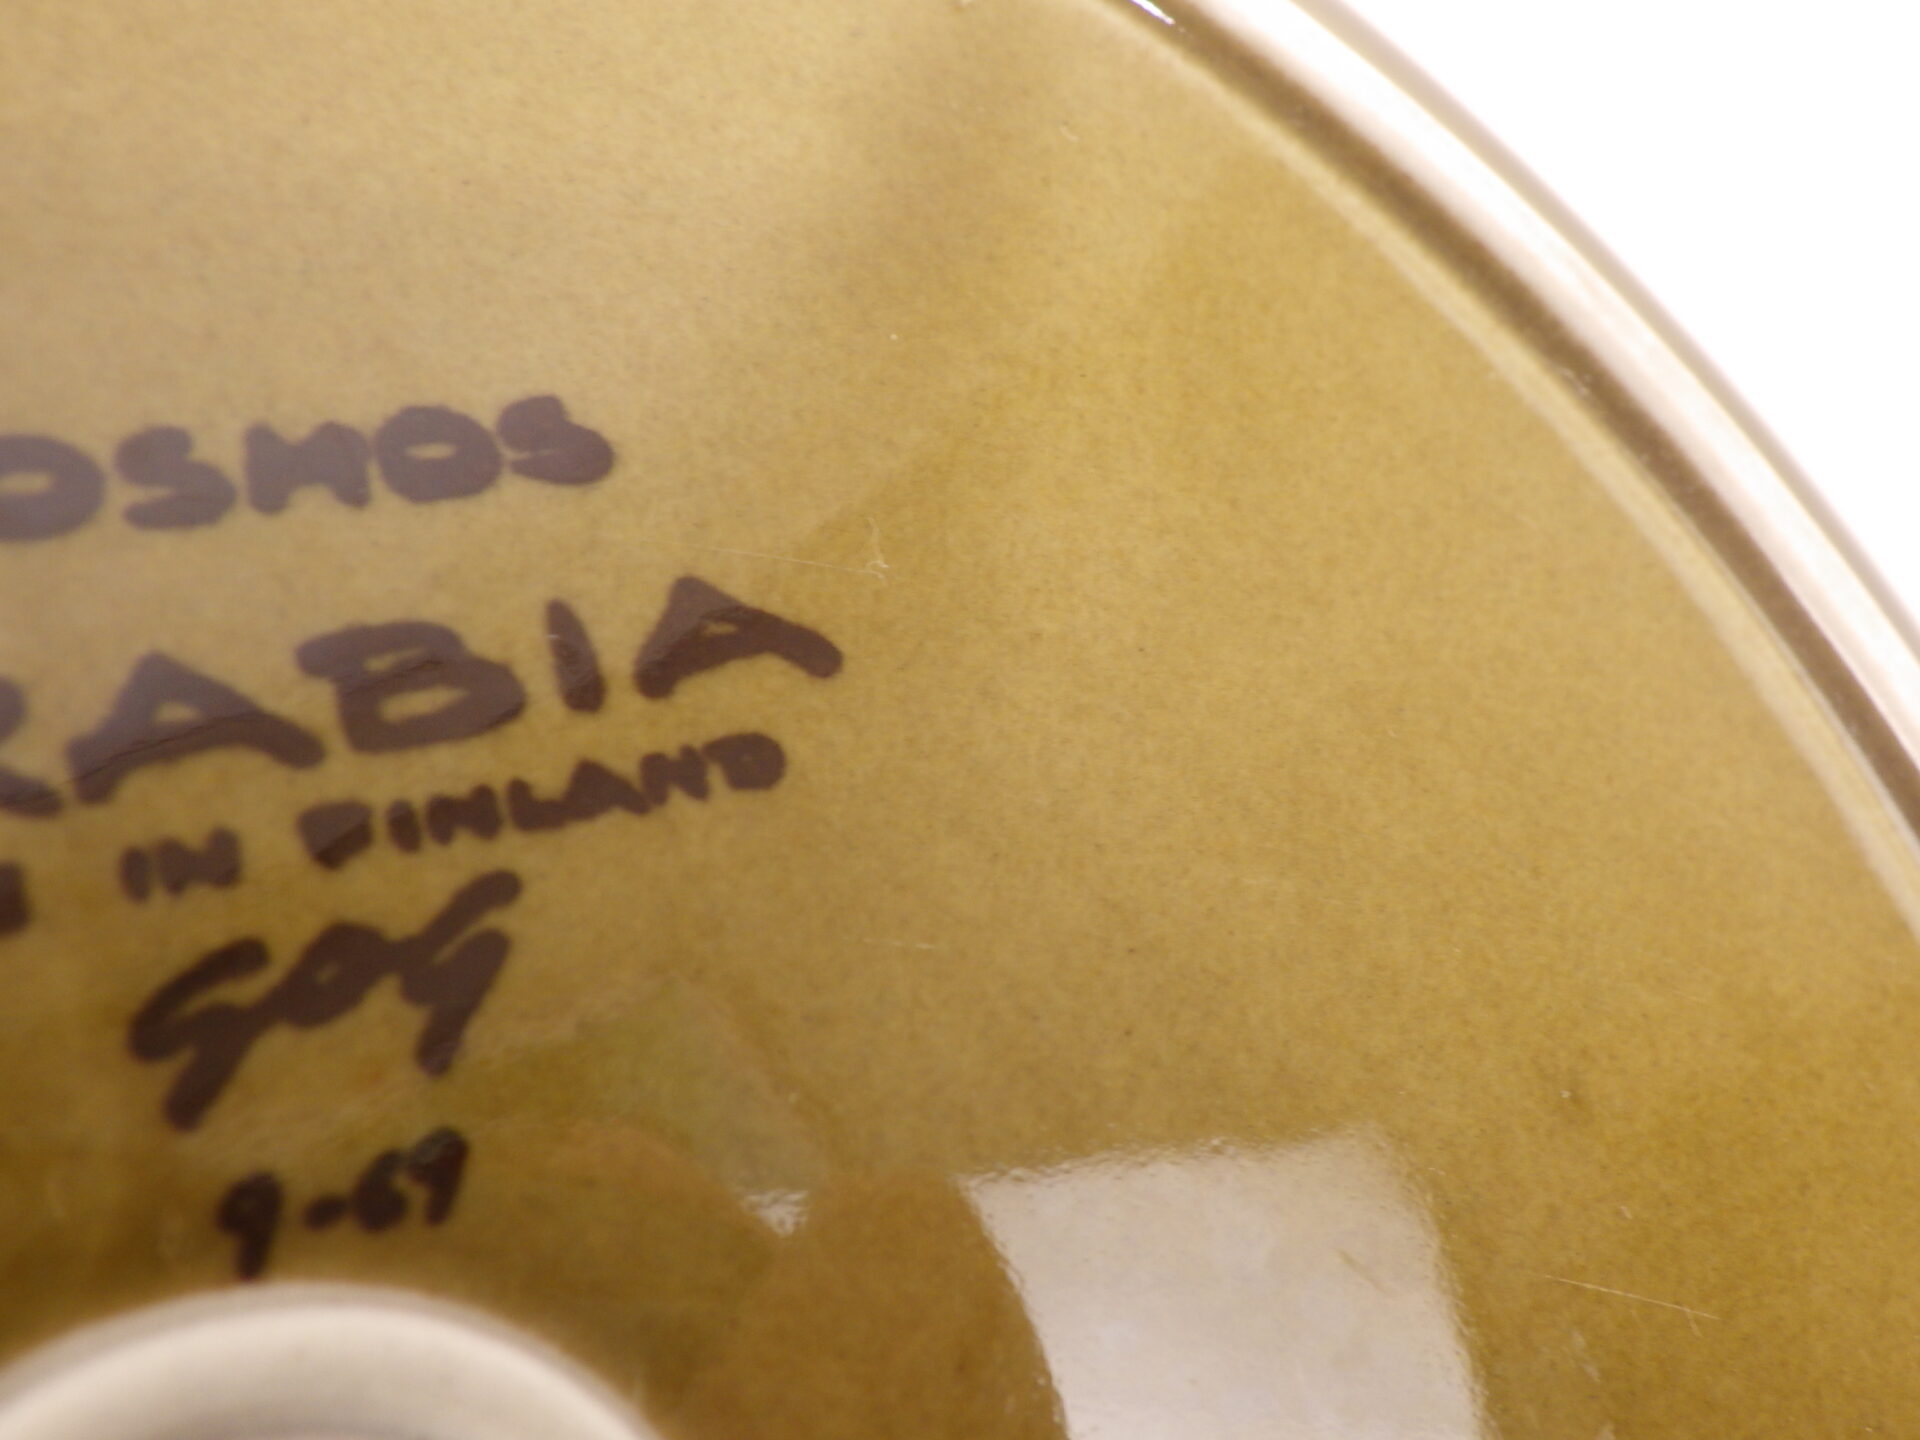 OSMOS
RABIA
IN FINLAND
GOG
9-69